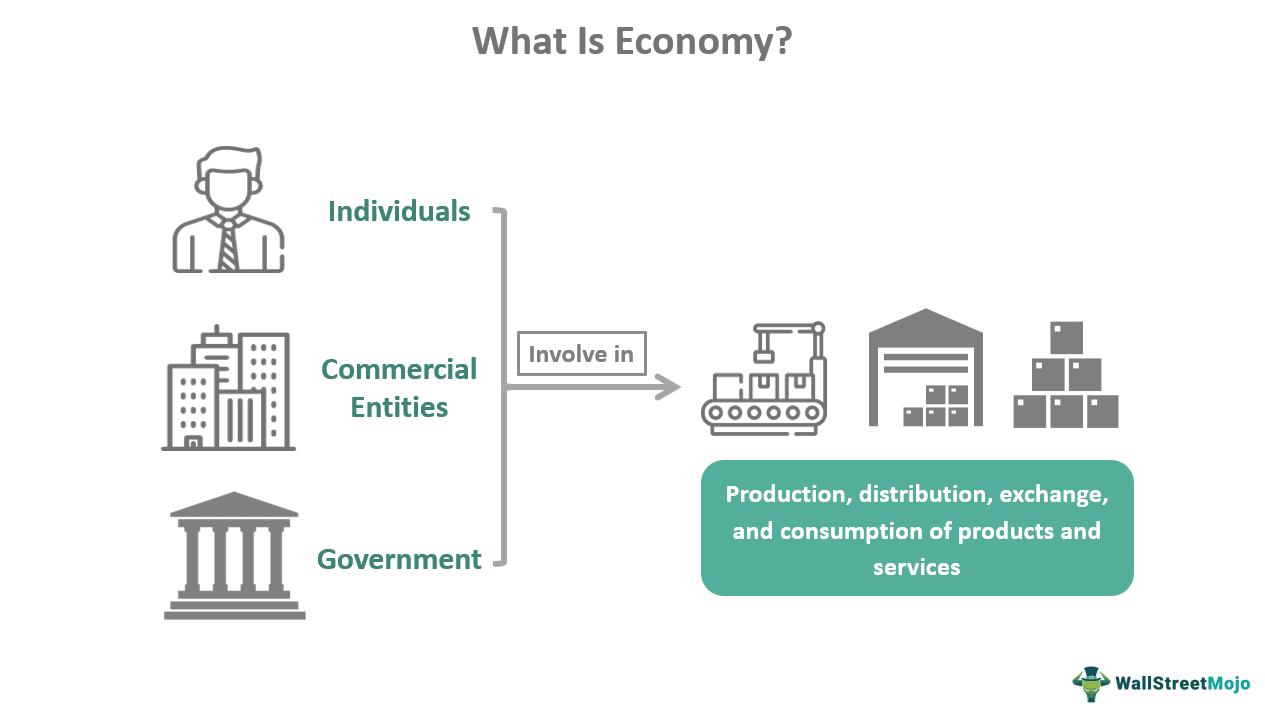 What Is Economy?
Individuals
Commercial
Entities
Government
Involve in
Production, distribution, exchange,
and consumption of products and
services
WallStreetMojo